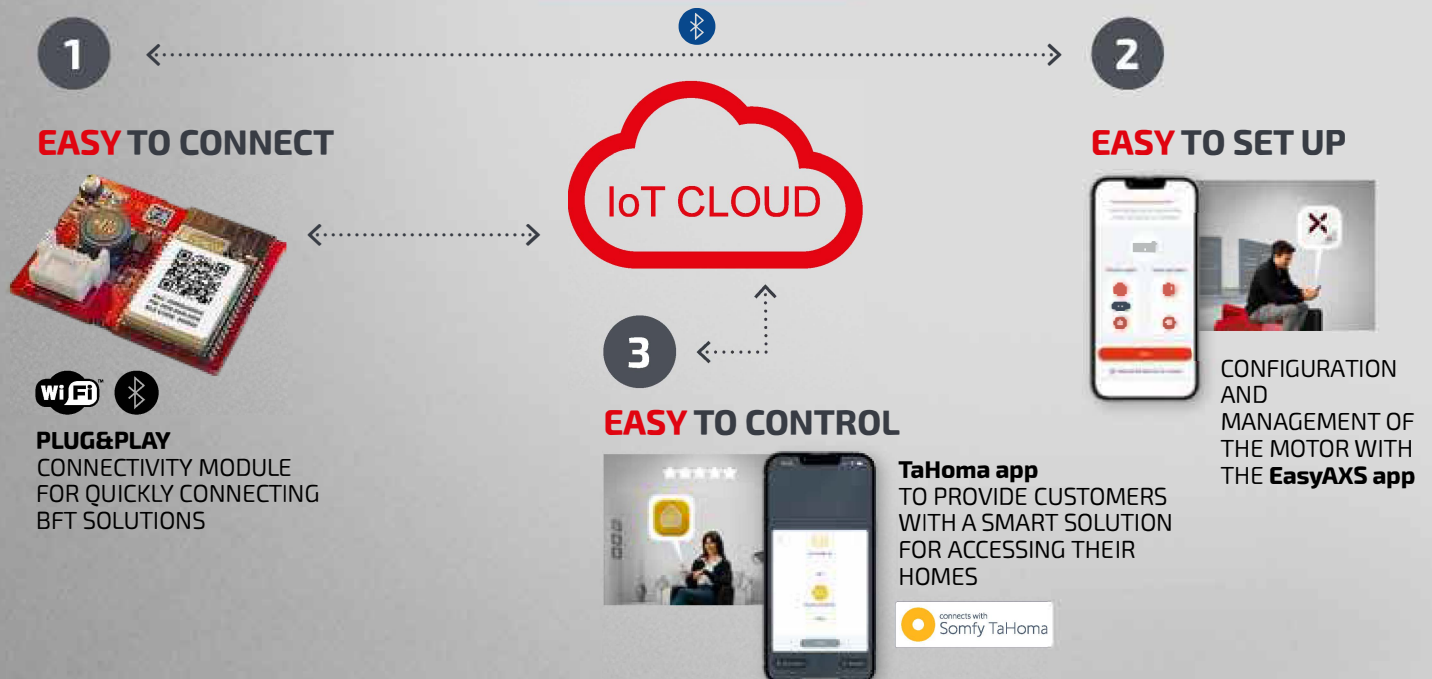 1
2
EASY TO CONNECT
IoT CLOUD
EASY TO SET UP
3
WiFi™
PLUG&PLAY
CONNECTIVITY MODULE
FOR QUICKLY CONNECTING
BFT SOLUTIONS
EASY TO CONTROL
TaHoma app
TO PROVIDE CUSTOMERS
WITH A SMART SOLUTION
FOR ACCESSING THEIR
HOMES
connects with
Somfy TaHoma
CONFIGURATION
AND
MANAGEMENT OF
THE MOTOR WITH
THE EasyAXS app